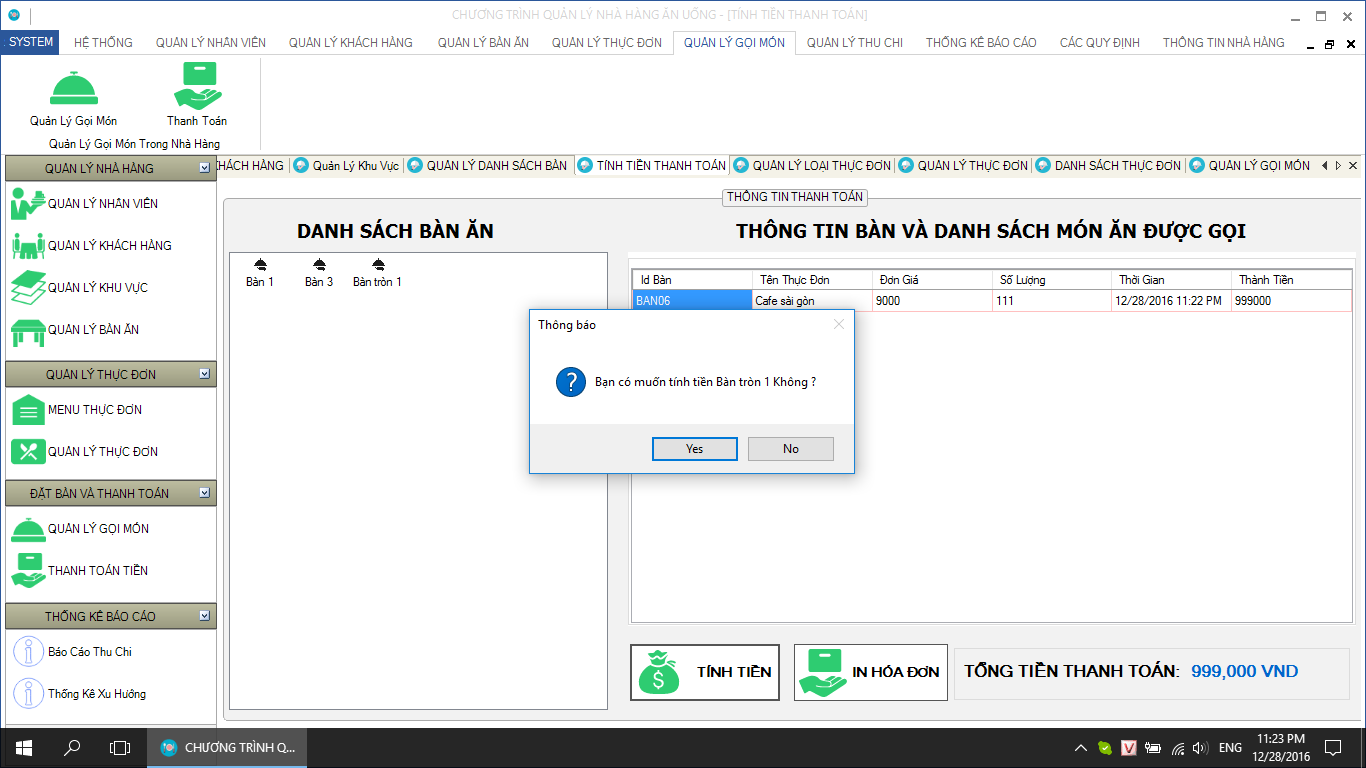 CHƯƠNG TRÌNH QUẢN LÝ NHÀ HÀNG ĂN UỐNG - [TÍNH TIỀN THANH TOÁN]
SYSTEM HỆ THỐNG QUẢN LÝ NHÂN VIÊN QUẢN LÝ KHÁCH HÀNG QUẢN LÝ BÀN ĂN QUẢN LÝ THỰC ĐƠN QUẢN LÝ GỌI MÓN QUẢN LÝ THU CHI THỐNG KÊ BÁO CÁO CÁC QUY ĐỊNH THÔNG TIN NHÀ HÀNG
Quản Lý Gọi Món Thanh Toán
Quản Lý Gọi Món Trong Nhà Hàng
KHÁCH HÀNG Quản Lý Khu Vực QUẢN LÝ DANH SÁCH BÀN TÍNH TIỀN THANH TOÁN QUẢN LÝ LOẠI THỰC ĐƠN QUẢN LÝ THỰC ĐƠN DANH SÁCH THỰC ĐƠN QUẢN LÝ GỌI MÓN
QUẢN LÝ NHÀ HÀNG
QUẢN LÝ NHÂN VIÊN
QUẢN LÝ KHÁCH HÀNG
QUẢN LÝ KHU VỰC
QUẢN LÝ BÀN ĂN
QUẢN LÝ THỰC ĐƠN
MENU THỰC ĐƠN
QUẢN LÝ THỰC ĐƠN
ĐẶT BÀN VÀ THANH TOÁN
QUẢN LÝ GỌI MÓN
THANH TOÁN TIỀN
THỐNG KÊ BÁO CÁO
Báo Cáo Thu Chi
Thống Kê Xu Hướng
THÔNG TIN THANH TOÁN
DANH SÁCH BÀN ĂN
Bàn 1 Bàn 3 Bàn tròn 1
THÔNG TIN BÀN VÀ DANH SÁCH MÓN ĂN ĐƯỢC GỌI
Id Bàn Tên Thực Đơn Đơn Giá Số Lượng Thời Gian Thành Tiền
BAN06 Cafe sài gòn 9000 111 12/28/2016 11:22 PM 999000
Thông báo
Bạn có muốn tính tiền Bàn tròn 1 Không ?
Yes No
TÍNH TIỀN IN HÓA ĐƠN TỔNG TIỀN THANH TOÁN: 999,000 VND
CHƯƠNG TRÌNH Q... ENG 11:23 PM
12/28/2016